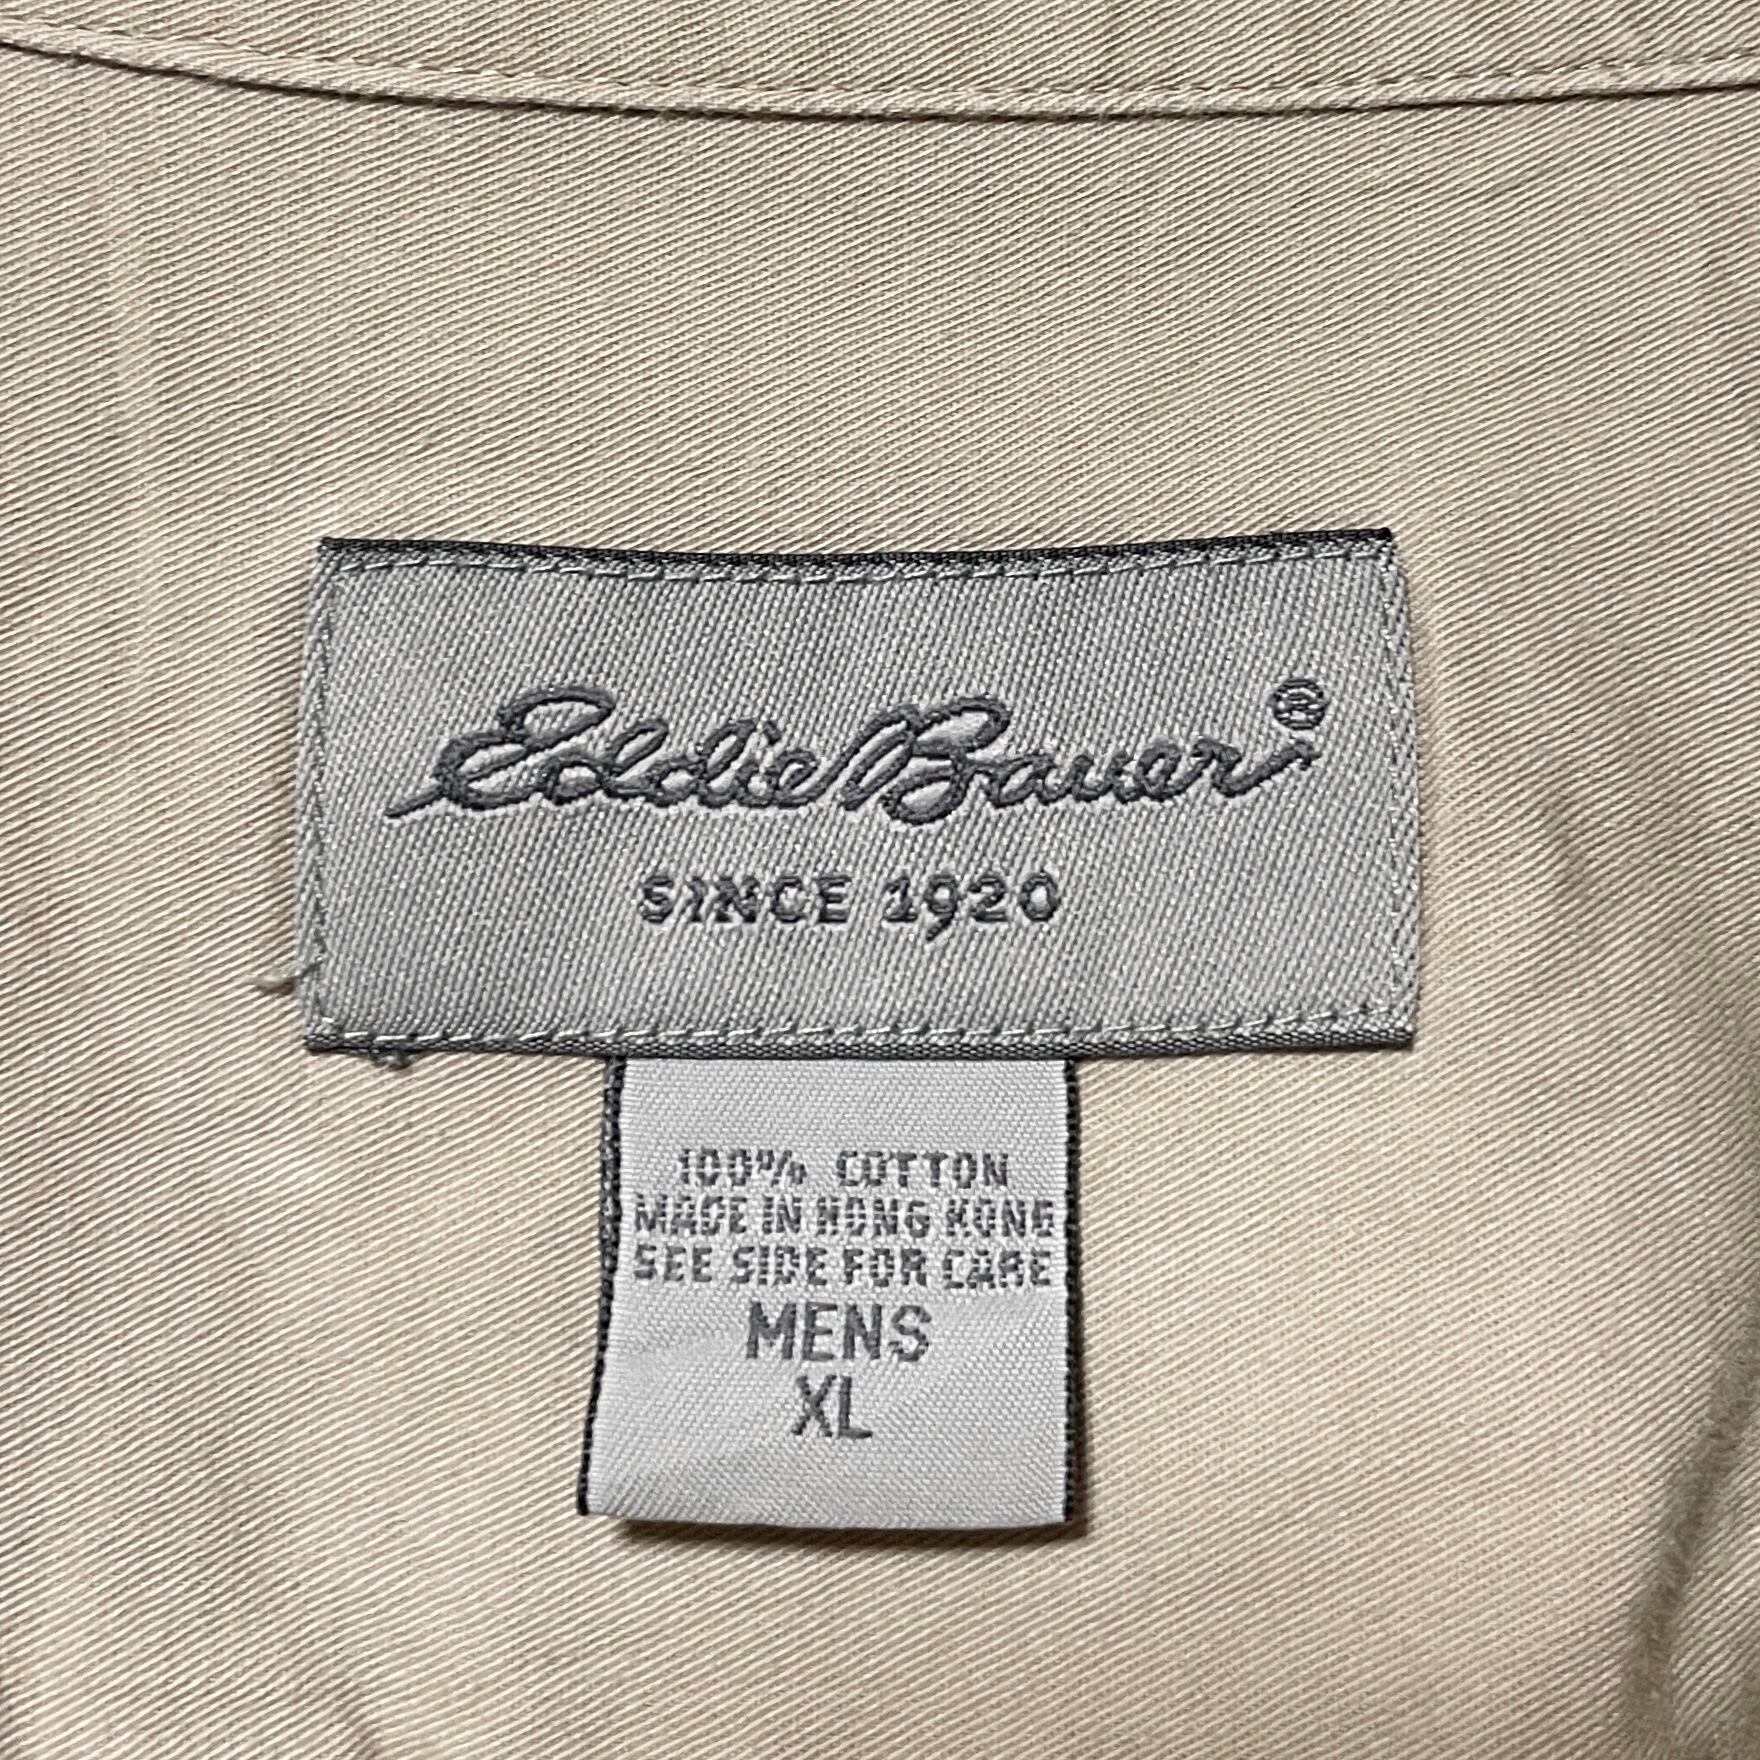 Eddie Bauer®
SINCE 1920
100% COTTON
MADE IN HONG KONG
SEE SIDE FOR CARE
MENS
XL